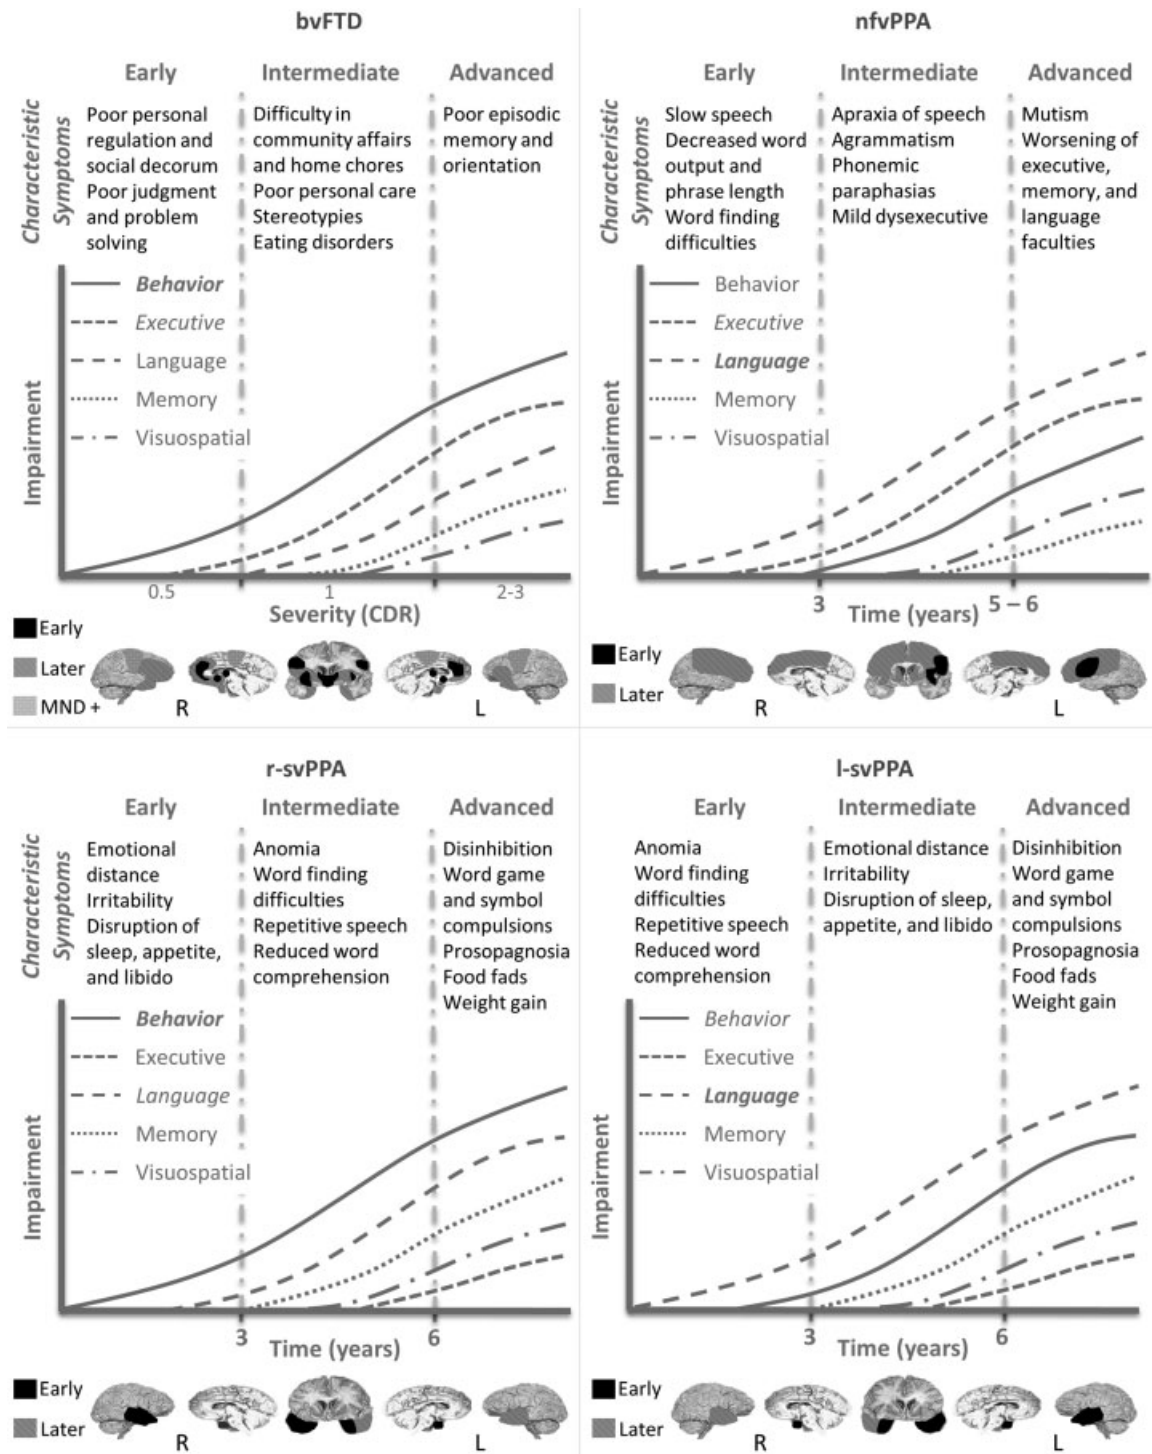 bvFTD
Early
Intermediate
Advanced
Characteristic
Symptoms
Poor personal
regulation and
social decorum
Poor judgment
and problem
solving
Difficulty in
community affairs
and home chores
Poor personal care
Stereotypies
Eating disorders
Poor episodic
memory and
orientation
Behavior
Executive
Language
Memory
Visuospatial
Impairment
0.5
1
2-3
Severity (CDR)
Early
Later
MND +
R
L
nfvPPA
Early
Intermediate
Advanced
Characteristic
Symptoms
Slow speech
Decreased word
output and
phrase length
Word finding
difficulties
Apraxia of speech
Agrammatism
Phonemic
paraphasias
Mild dysexecutive
Mutism
Worsening of
executive,
memory, and
language
faculties
Behavior
Executive
Language
Memory
Visuospatial
Impairment
3
Time (years)
5 – 6
Early
Later
R
L
r-svPPA
Early
Intermediate
Advanced
Characteristic
Symptoms
Emotional
distance
Irritability
Disruption of
sleep, appetite,
and libido
Anomia
Word finding
difficulties
Repetitive speech
Reduced word
comprehension
Disinhibition
Word game
and symbol
compulsions
Prosopagnosia
Food fads
Weight gain
Behavior
Executive
Language
Memory
Visuospatial
Impairment
3
Time (years)
6
Early
Later
R
L
l-svPPA
Early
Intermediate
Advanced
Anomia
Word finding
difficulties
Repetitive speech
Reduced word
comprehension
Emotional distance
Irritability
Disruption of sleep,
appetite, and libido
Disinhibition
Word game
and symbol
compulsions
Prosopagnosia
Food fads
Weight gain
Behavior
Executive
Language
Memory
Visuospatial
Impairment
3
Time (years)
6
Early
Later
R
L